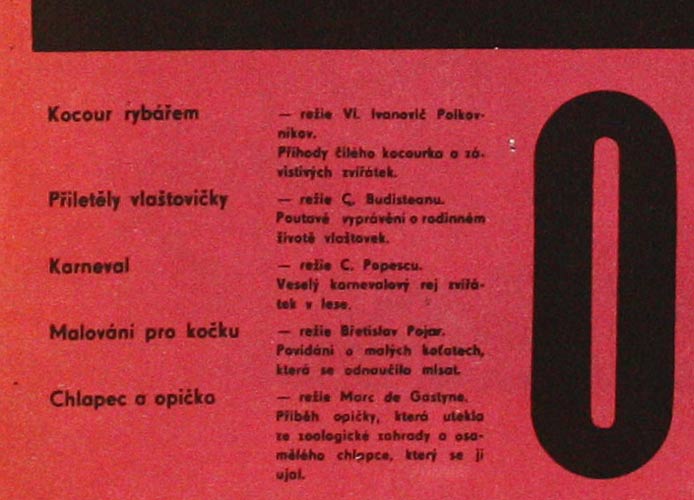 Kocour rybářem
— režie Vl. Ivanovič Polkov-
nikov.
Příhody čilého kocourka a zá-
vistivých zvířátek.
Přiletěly vlaštovičky
— režie C. Budisteanu.
Poutavé vyprávění o rodinném
životě vlaštovek.
Karneval
— režie C. Popescu.
Veselý karnevalový rej zvířá-
tek v lese.
Malování pro kočku
— režie Břetislav Pojar.
Povídání o malých koťatech,
která se odnaučila mlsat.
Chlapec a opička
— režie Marc de Gastyne.
Příběh opičky, která utekla
ze zoologické zahrady a osa-
mělého chlapce, který se jí
ujal.
O